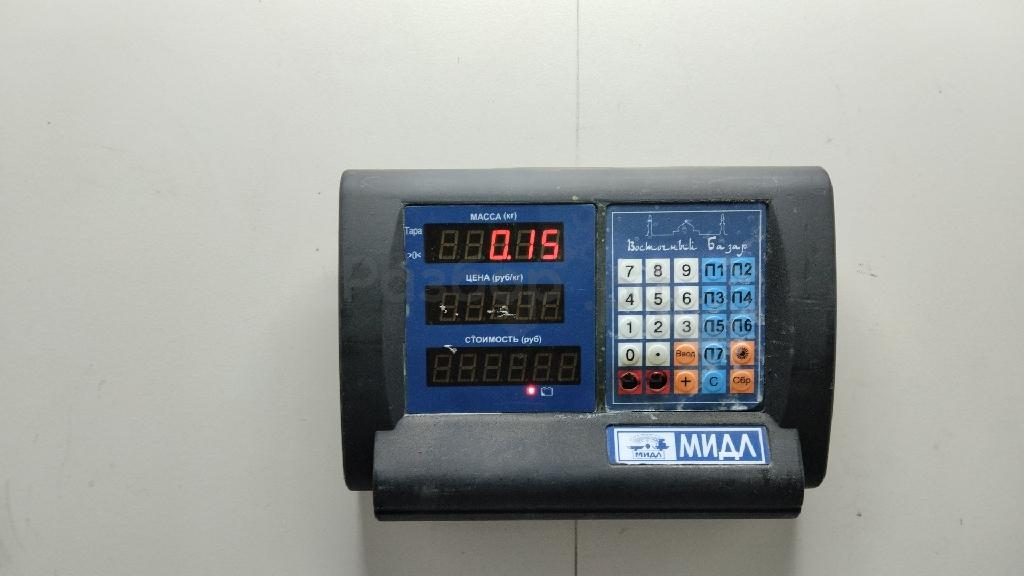 МАССА (кг)
Тара
0.15
>0<
ЦЕНА (руб/кг)
СТОИМОСТЬ (руб)
Восточный Базар
7 8 9 П1 П2
4 5 6 П3 П4
1 2 3 П5 П6
0 • Ввод П7
+ С Сбр
МИДЛ
МИДЛ